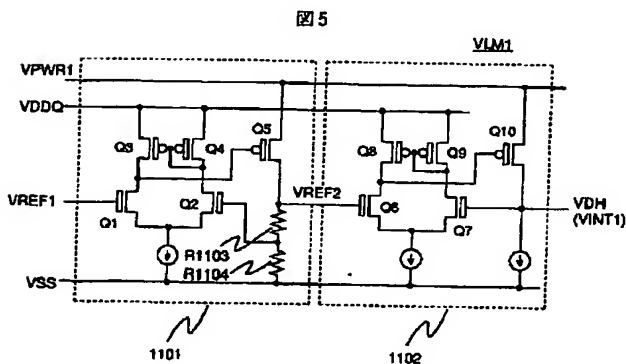 図5
VLM1
VPWR1
VDDQ
Q3
Q4
Q5
Q8
Q9
Q10
VREF1
Q1
Q2
VREF2
Q6
Q7
VDH
(VINT1)
R1103
R1104
VSS
1101
1102